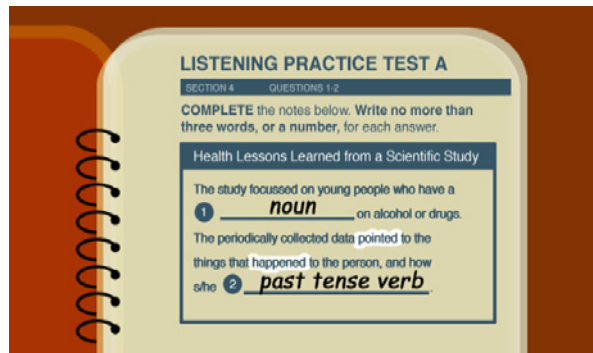 LISTENING PRACTICE TEST A
SECTION 4 QUESTIONS 1-2
COMPLETE the notes below. Write no more than
three words, or a number, for each answer.
Health Lessons Learned from a Scientific Study
The study focussed on young people who have a
1 noun on alcohol or drugs.
The periodically collected data pointed to the
things that happened to the person, and how
s/he 2 past tense verb.